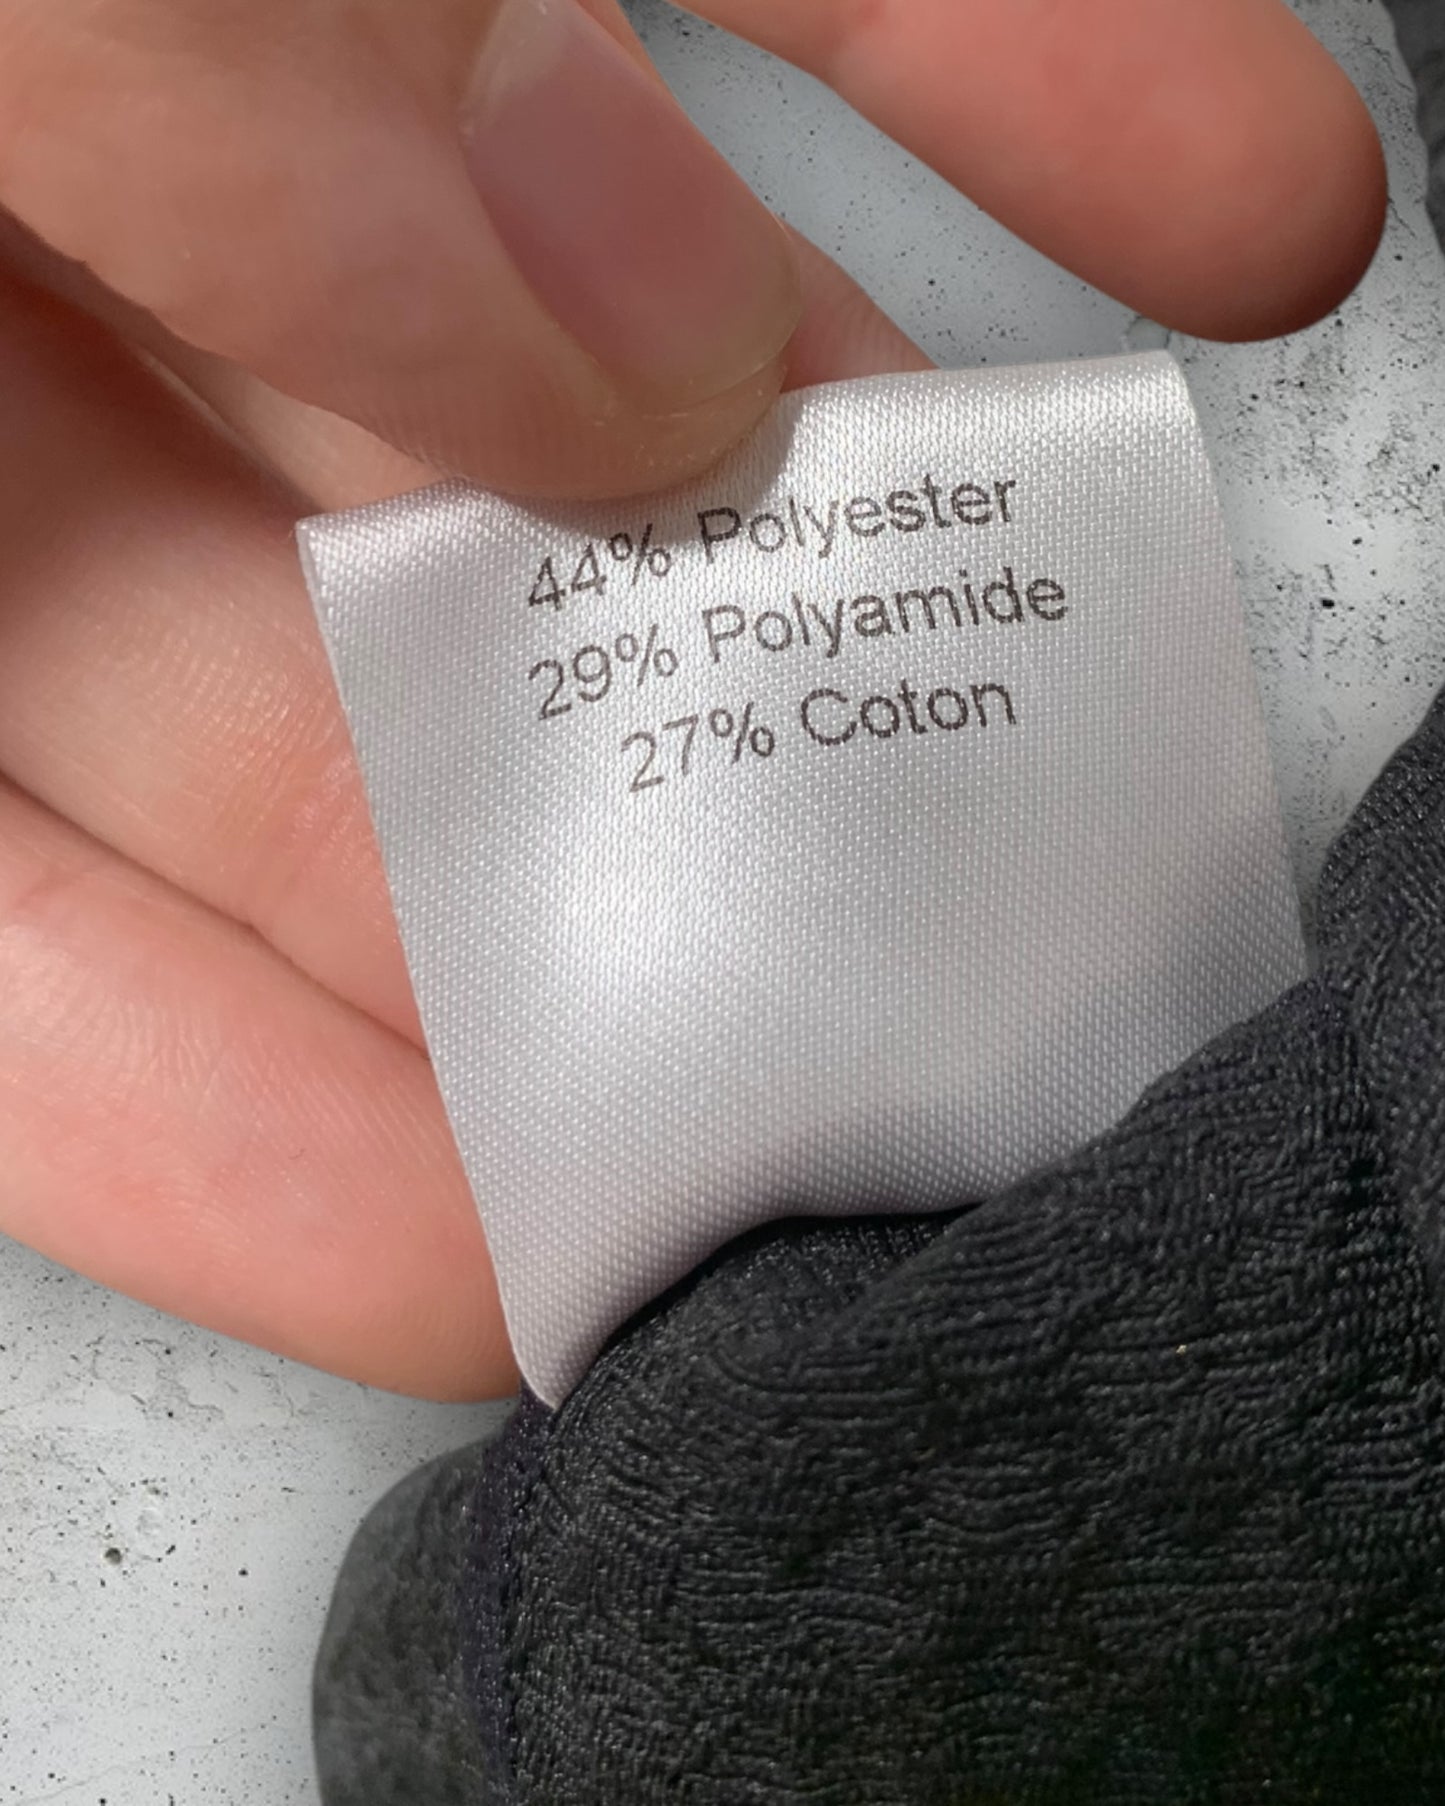 44% Polyester
29% Polyamide
27% Coton